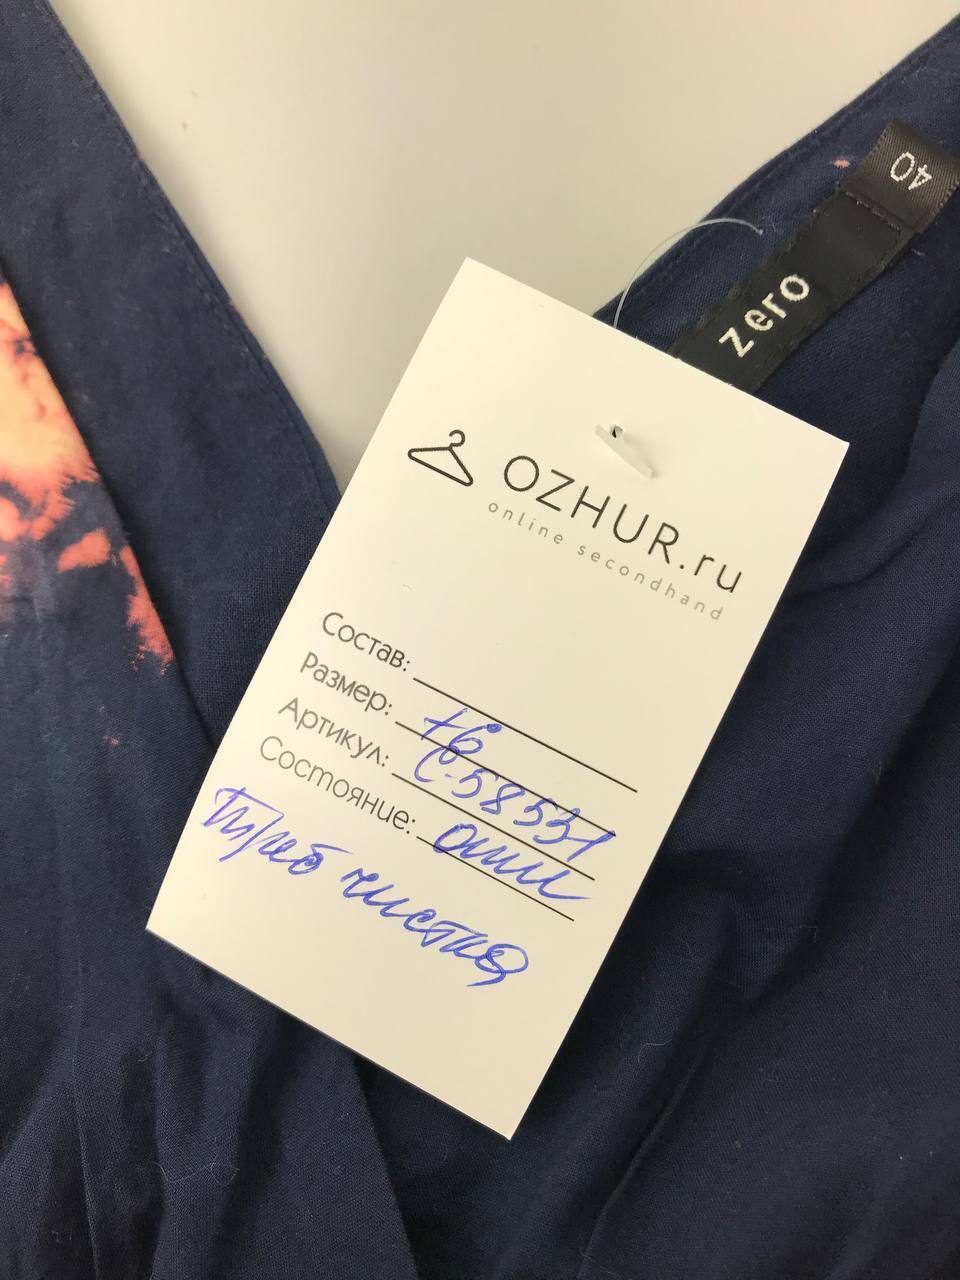 40
zero
OZHUR.ru
online secondhand
Состав:
Размер: 46
Артикул: С-58531
Состояние: отл
Треб чистка